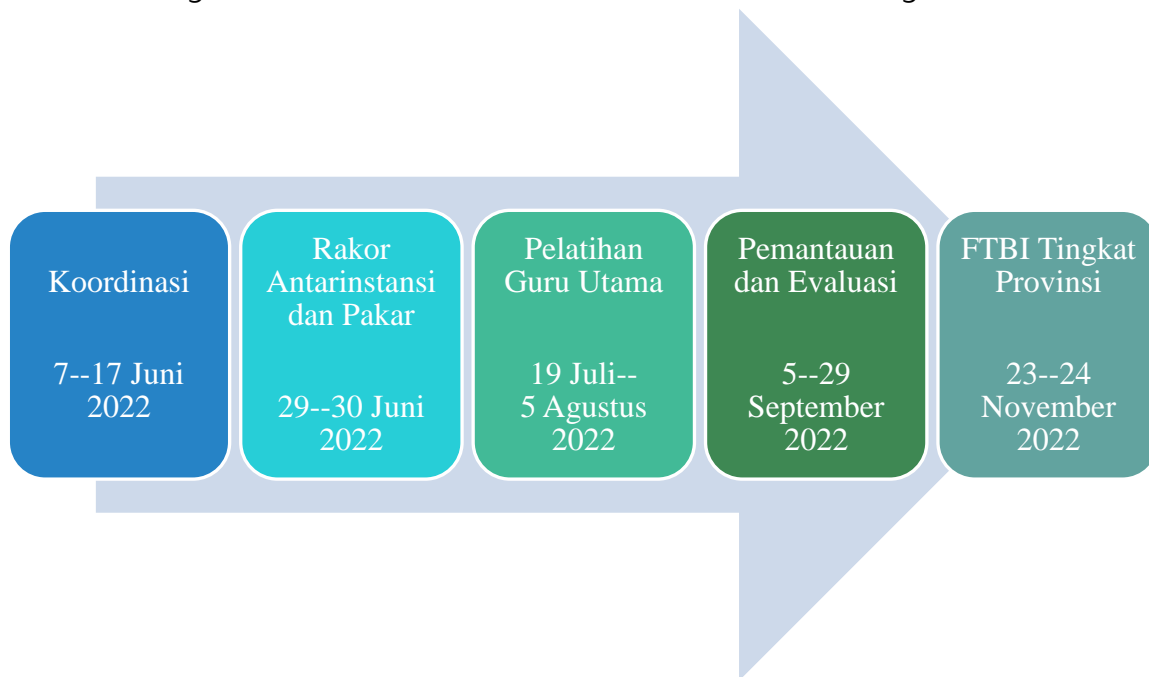 Koordinasi
7--17 Juni
2022
Rakor
Antarinstansi
dan Pakar
29--30 Juni
2022
Pelatihan
Guru Utama
19 Juli--
5 Agustus
2022
Pemantauan
dan Evaluasi
5--29
September
2022
FTBI Tingkat
Provinsi
23--24
November
2022